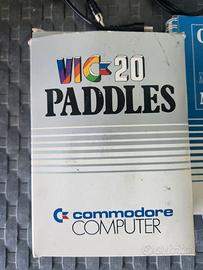 VIC-20
PADDLES
commodore
COMPUTER